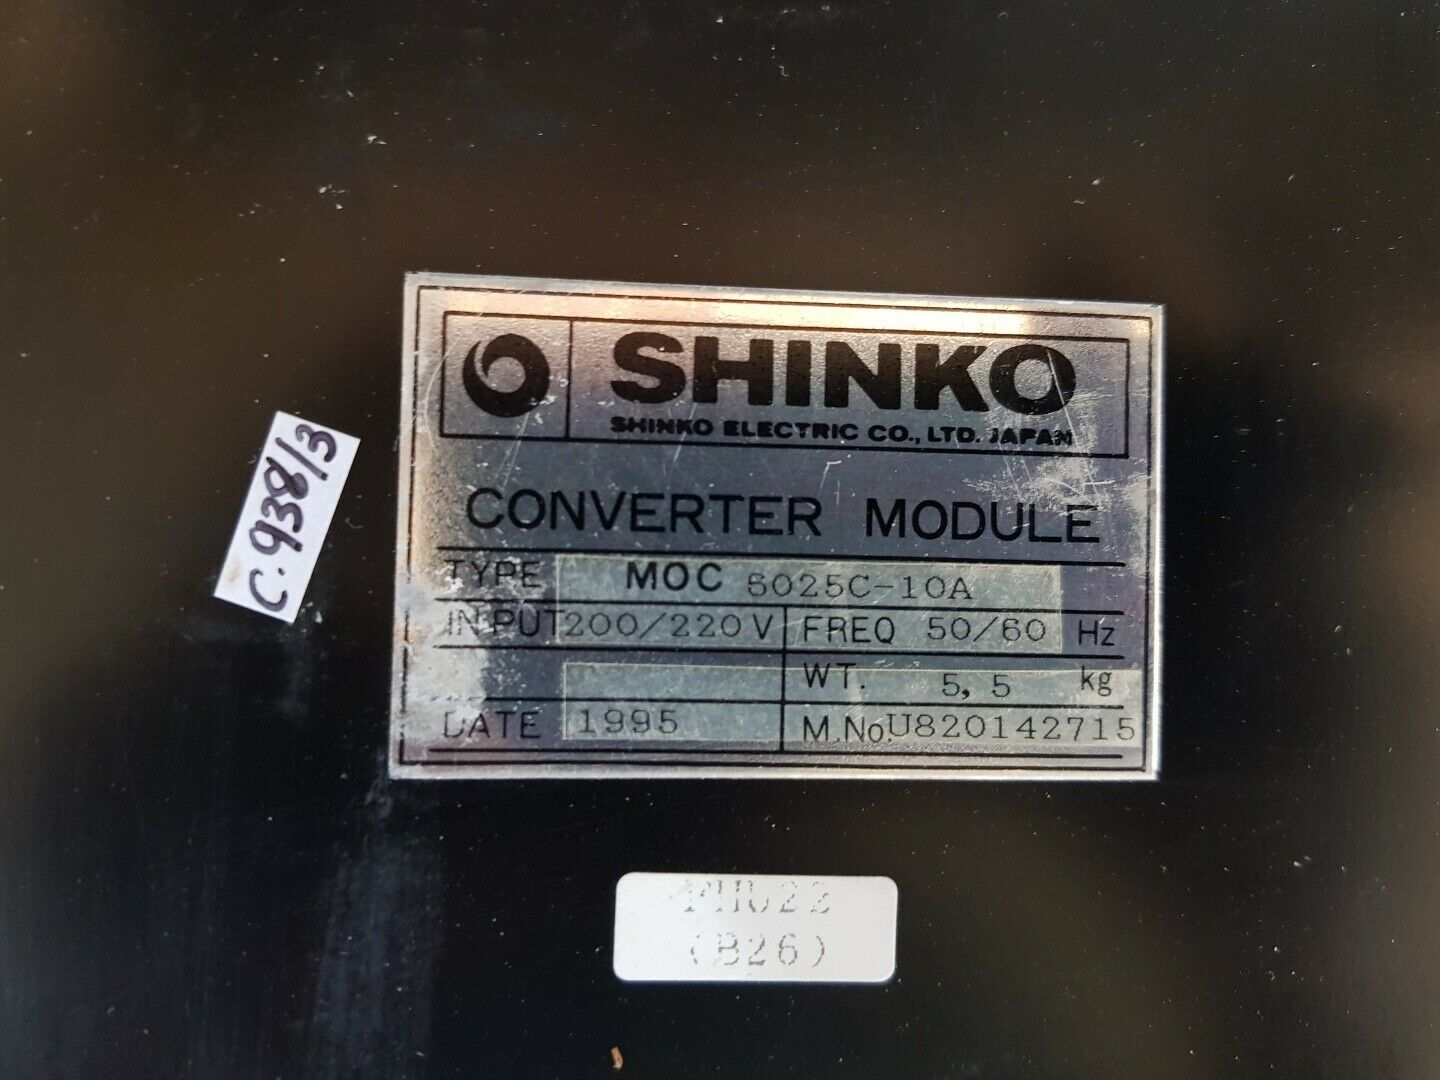 C.938/3
SHINKO
SHINKO ELECTRIC CO., LTD. JAPAN
CONVERTER MODULE
TYPE MOC 5025C-10A
INPUT 200/220V FREQ 50/60 Hz
WT. 5,5 kg
DATE 1995 M.No. U820142715
(B26)